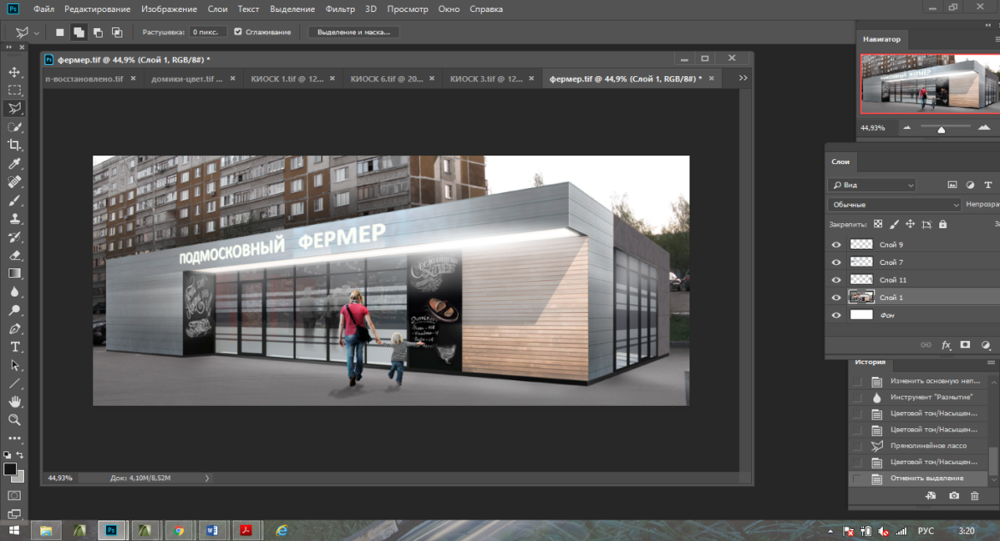 Ps Файл Редактирование Изображение Слои Текст Выделение Фильтр 3D Просмотр Окно Справка
Растушевка: 0 пикс. Сглаживание Выделение и маска...
Навигатор
фермер.tif @ 44,9% (Слой 1, RGB/8#) *
п-восстановлено.tif × домики-цвет.tif ... × КИОСК 1.tif @ 12... × КИОСК 6.tif @ 20... × КИОСК 3.tif @ 12... × фермер.tif @ 44,9% (Слой 1, RGB/8#) * ×
44,93%
Слои
Вид
Обычные Непрозра
Закрепить:
ПОДМОСКОВНЫЙ ФЕРМЕР
Слой 9
Слой 7
Слой 11
Слой 1
Фон
fx
История
Изменить основную неп...
Инструмент "Размытие"
Цветовой тон/Насыщен...
Цветовой тон/Насыщен...
Прямолинейное лассо
Цветовой тон/Насыщен...
Отменить выделение
44,93% Док: 4,10M/8,52M
РУС 3:20